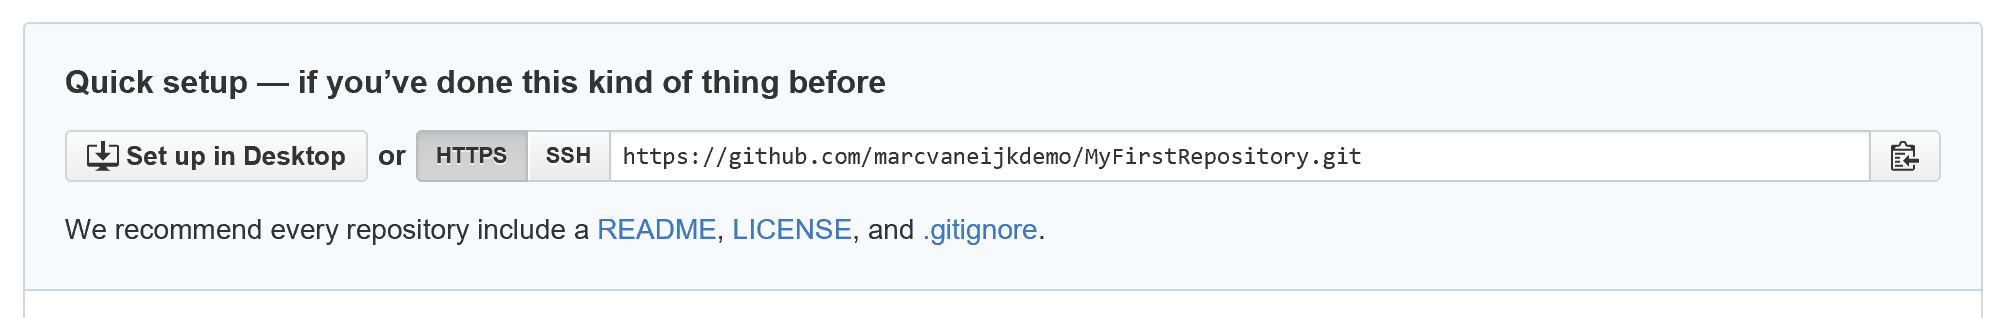 Quick setup — if you’ve done this kind of thing before
Set up in Desktop or HTTPS SSH https://github.com/marcvaneijkdemo/MyFirstRepository.git
We recommend every repository include a README, LICENSE, and .gitignore.